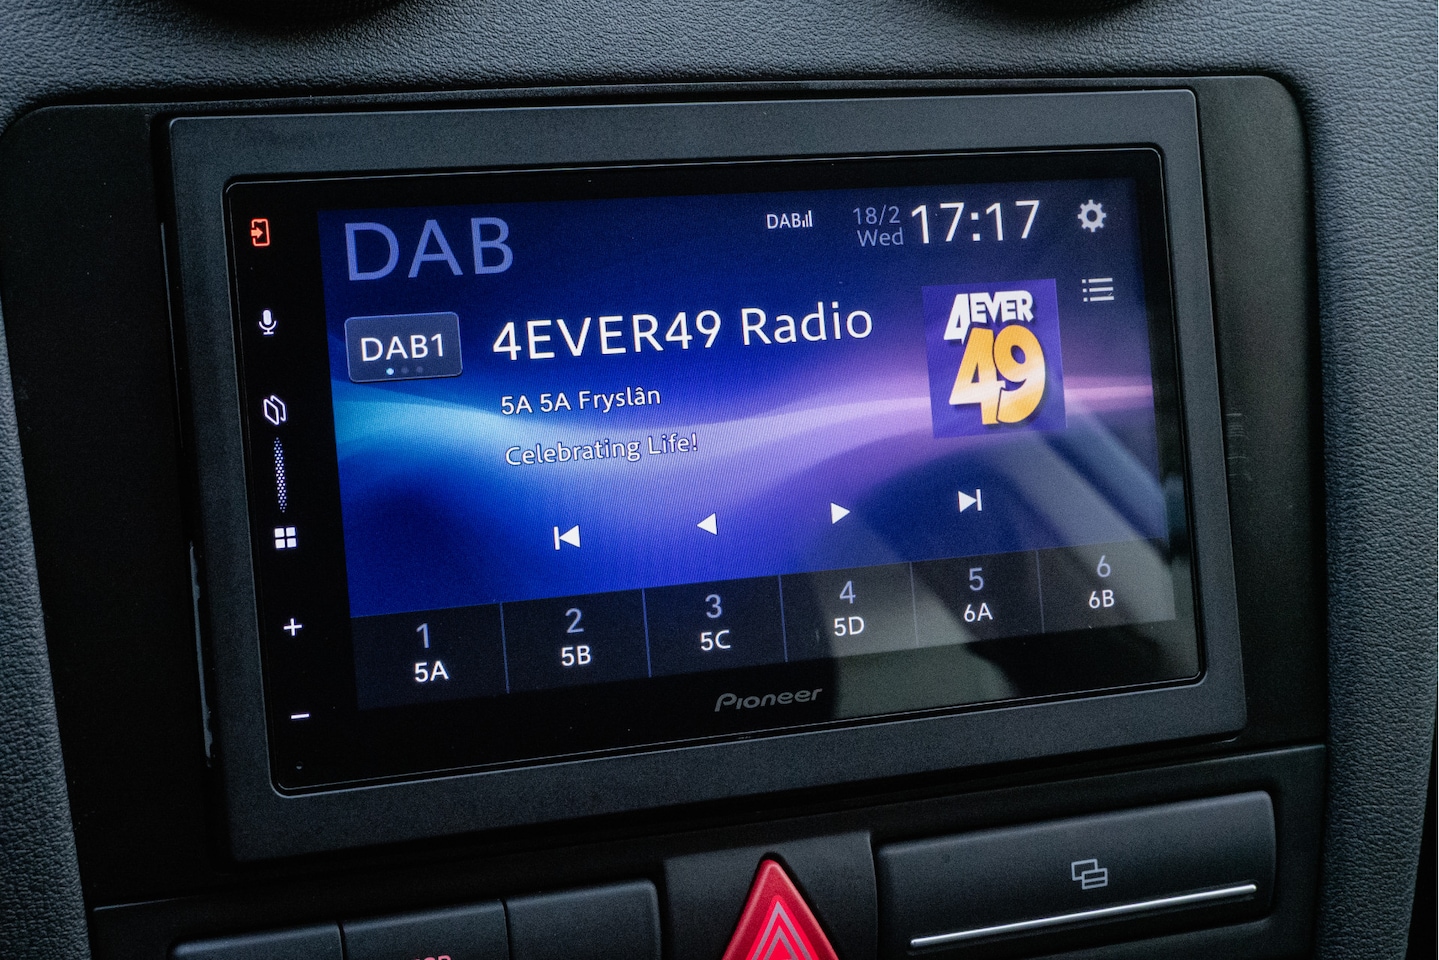 DAB
DAB
18/2
Wed
17:17
DAB1
4EVER49 Radio
4EVER
49
5A 5A Fryslân
Celebrating Life!
1
5A
2
5B
3
5C
4
5D
5
6A
6
6B
Pioneer